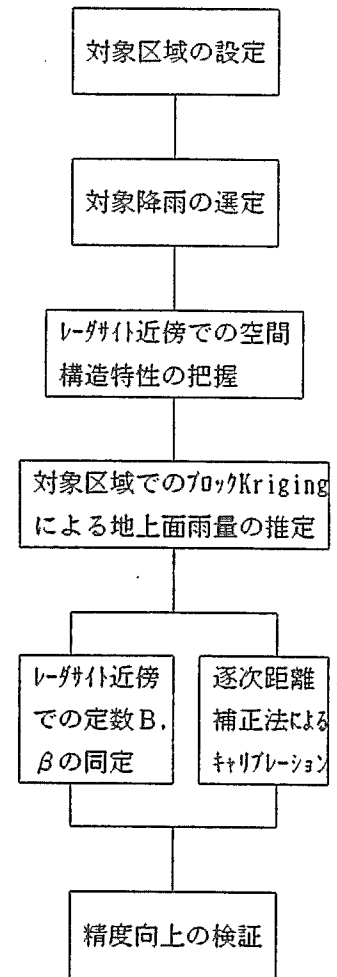 対象区域の設定
対象降雨の選定
ﾚｰﾀﾞｻｲﾄ近傍での空間
構造特性の把握
対象区域でのﾌﾞﾛｯｸKriging
による地上面雨量の推定
ﾚｰﾀﾞｻｲﾄ近傍
での定数B,
βの同定
逐次距離
補正法による
ｷｬﾘﾌﾞﾚｰｼｮﾝ
精度向上の検証